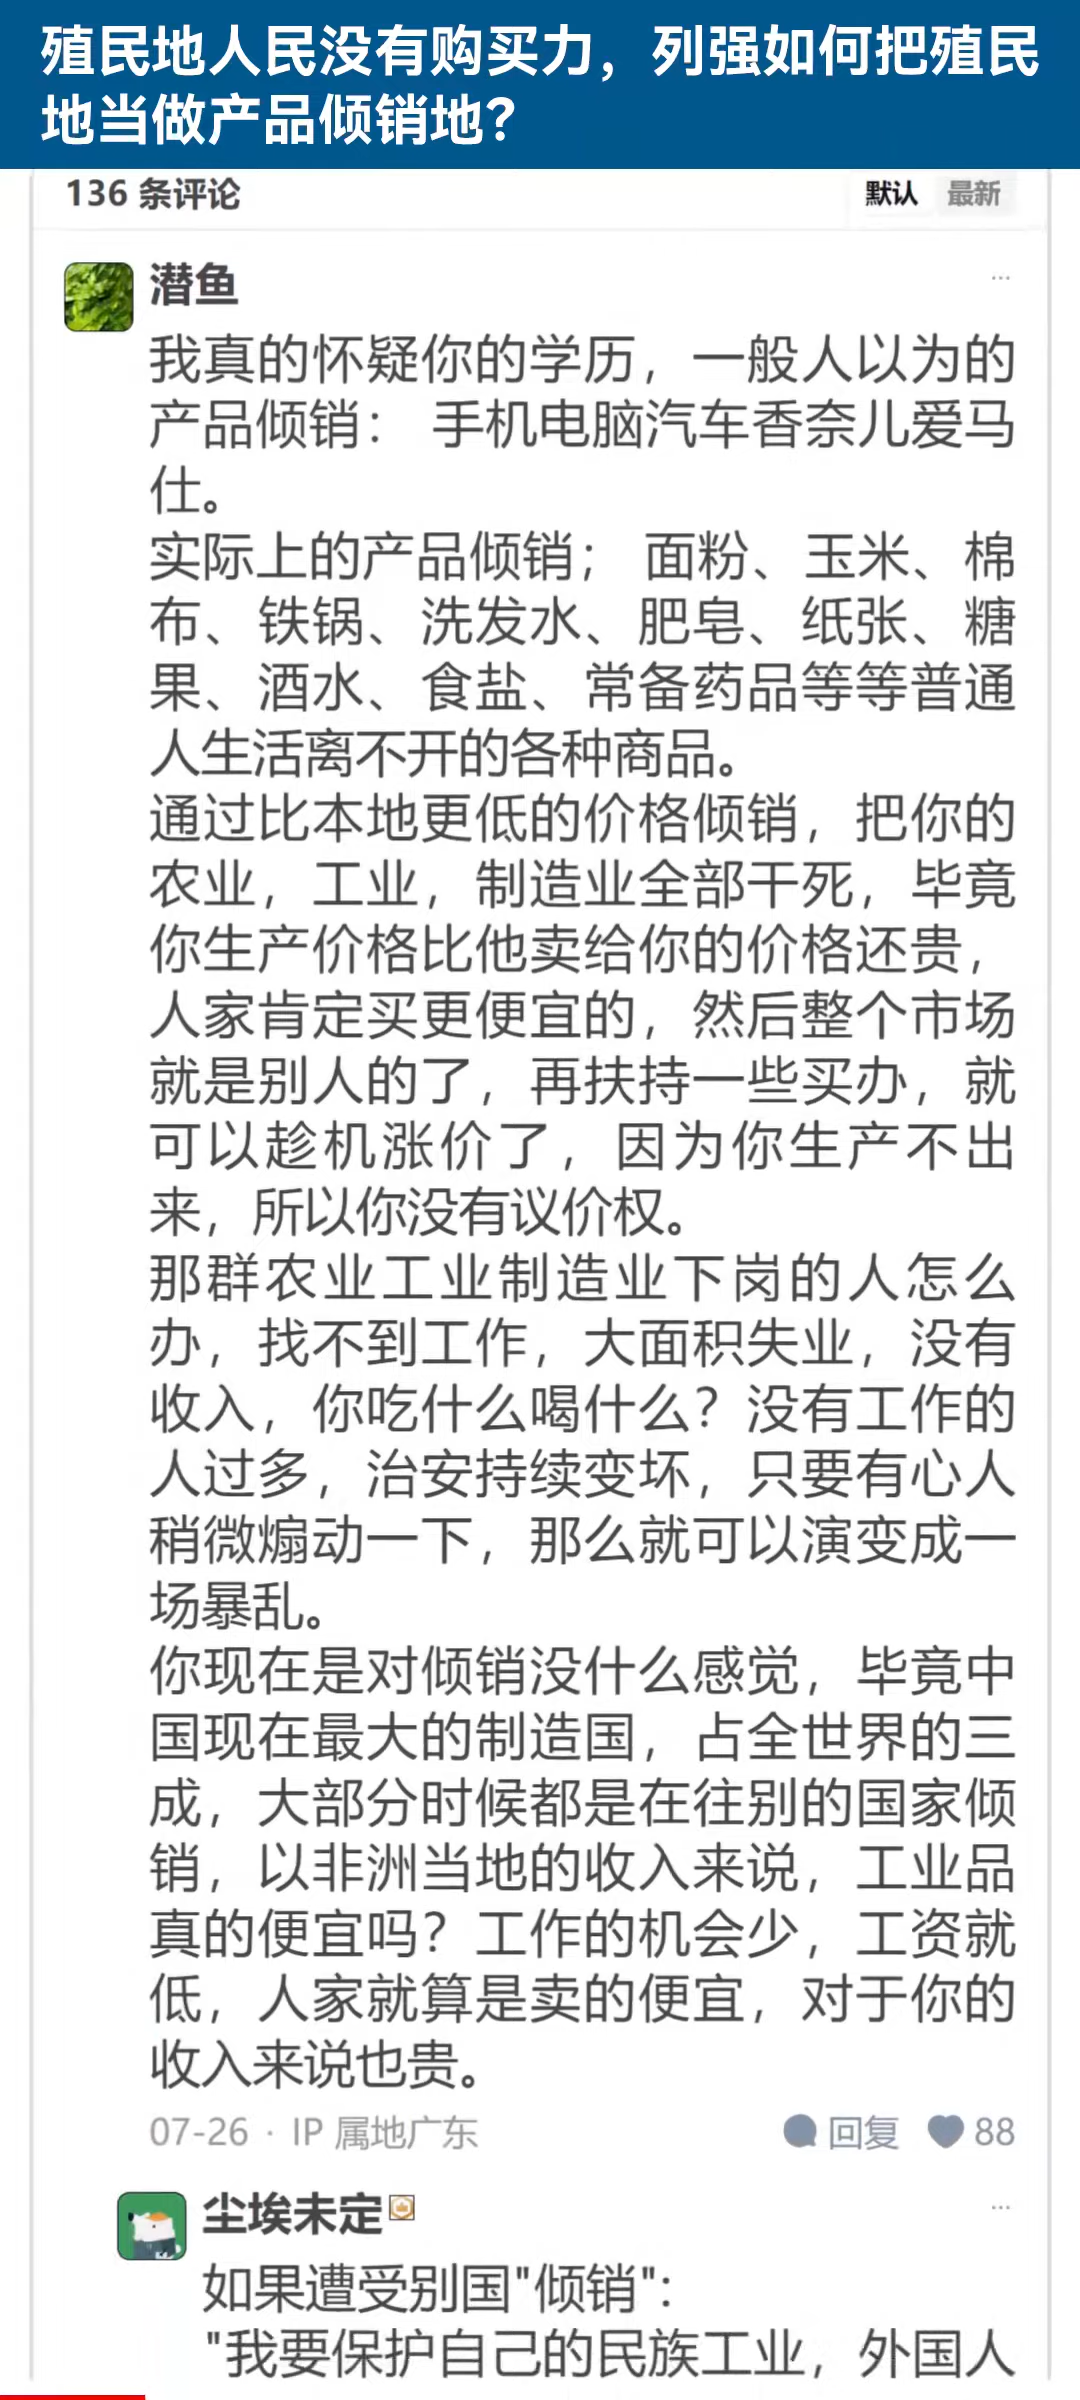 殖民地人民没有购买力，列强如何把殖民
地当做产品倾销地？
136 条评论
默认 最新
潜鱼
我真的怀疑你的学历，一般人以为的
产品倾销： 手机电脑汽车香奈儿爱马
仕。
实际上的产品倾销； 面粉、玉米、棉
布、铁锅、洗发水、肥皂、纸张、糖
果、酒水、食盐、常备药品等等普通
人生活离不开的各种商品。
通过比本地更低的价格倾销，把你的
农业，工业，制造业全部干死，毕竟
你生产价格比他卖给你的价格还贵，
人家肯定买更便宜的，然后整个市场
就是别人的了，再扶持一些买办，就
可以趁机涨价了，因为你生产不出
来，所以你没有议价权。
那群农业工业制造业下岗的人怎么
办，找不到工作，大面积失业，没有
收入，你吃什么喝什么？没有工作的
人过多，治安持续变坏，只要有心人
稍微煽动一下，那么就可以演变成一
场暴乱。
你现在是对倾销没什么感觉，毕竟中
国现在最大的制造国，占全世界的三
成，大部分时候都是在往别的国家倾
销，以非洲当地的收入来说，工业品
真的便宜吗？工作的机会少，工资就
低，人家就算是卖的便宜，对于你的
收入来说也贵。
07-26 · IP 属地广东 回复 88
尘埃未定
如果遭受别国"倾销"：
"我要保护自己的民族工业，外国人